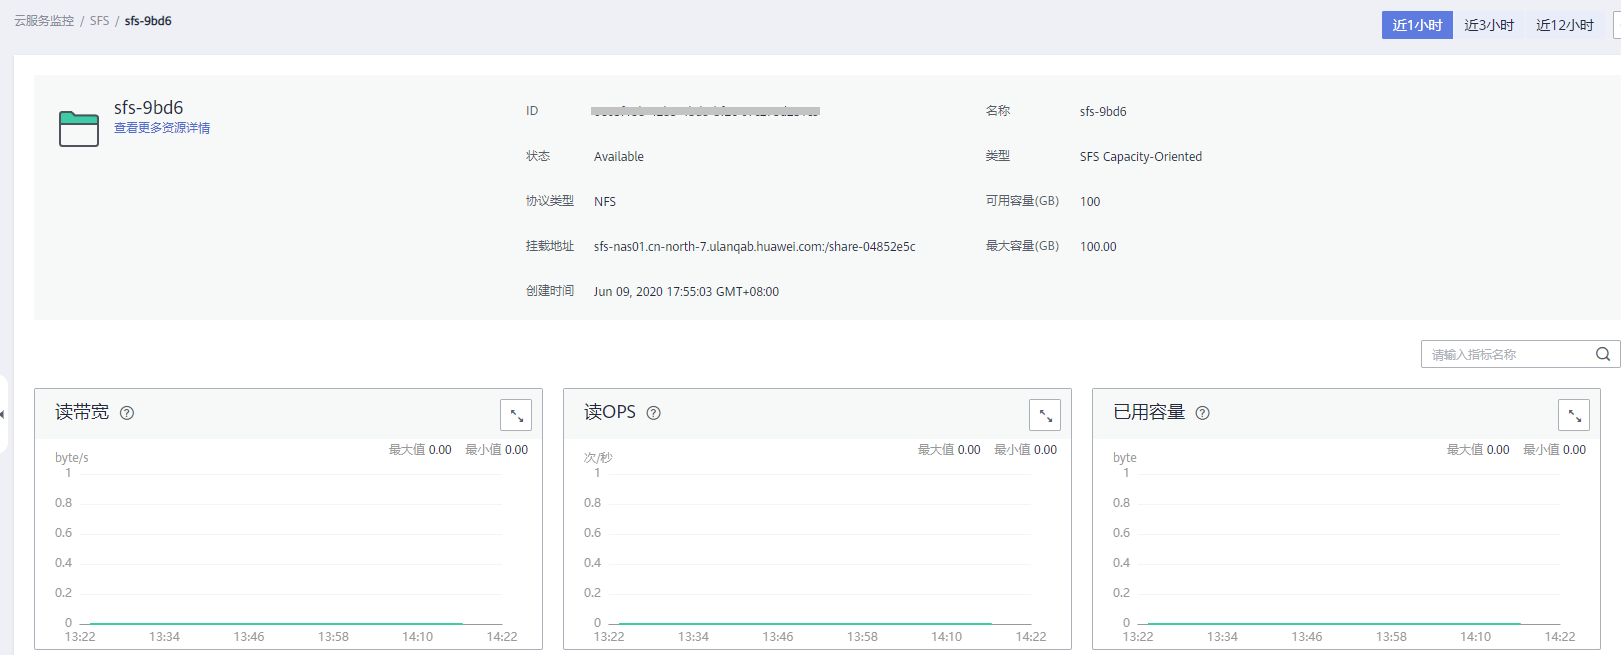 云服务监控 / SFS / sfs-9bd6
近1小时 近3小时 近12小时
sfs-9bd6
查看更多资源详情
ID
名称 sfs-9bd6
状态 Available
类型 SFS Capacity-Oriented
协议类型 NFS
可用容量(GB) 100
挂载地址 sfs-nas01.cn-north-7.ulanqab.huawei.com:/share-04852e5c
最大容量(GB) 100.00
创建时间 Jun 09, 2020 17:55:03 GMT+08:00
请输入指标名称
读带宽 ?
最大值 0.00 最小值 0.00
byte/s
1
0.8
0.6
0.4
0.2
0
13:22 13:34 13:46 13:58 14:10 14:22
读OPS ?
最大值 0.00 最小值 0.00
次/秒
1
0.8
0.6
0.4
0.2
0
13:22 13:34 13:46 13:58 14:10 14:22
已用容量 ?
最大值 0.00 最小值 0.00
byte
1
0.8
0.6
0.4
0.2
0
13:22 13:34 13:46 13:58 14:10 14:22